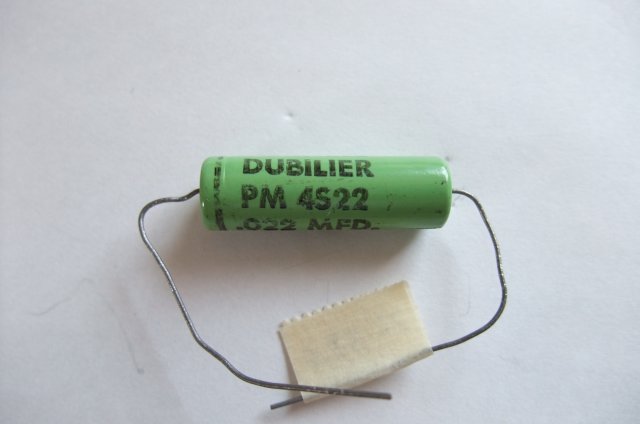 DUBILIER
PM 4S22
.022 MFD.